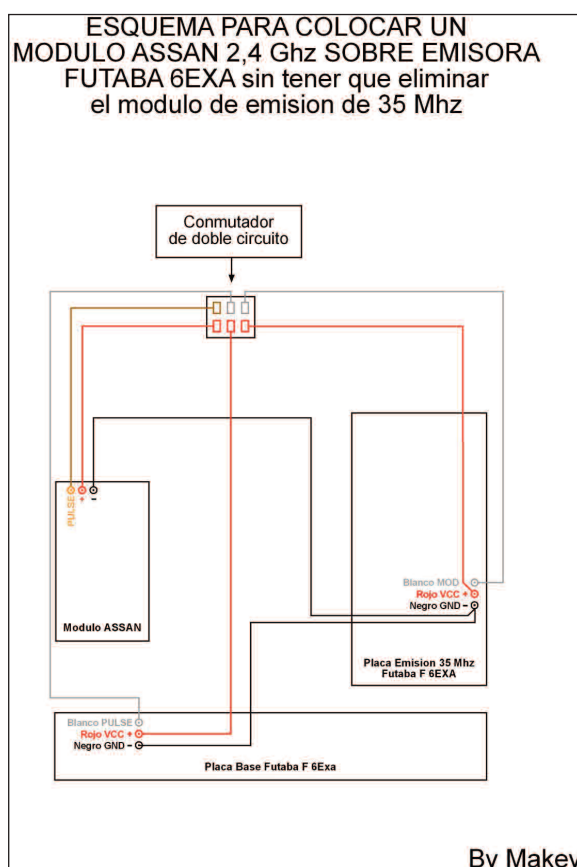 ESQUEMA PARA COLOCAR UN
MODULO ASSAN 2,4 Ghz SOBRE EMISORA
FUTABA 6EXA sin tener que eliminar
el modulo de emision de 35 Mhz
Conmutador
de doble circuito
PULSE
+
-
Modulo ASSAN
Blanco MOD
Rojo VCC +
Negro GND -
Placa Emision 35 Mhz
Futaba F 6EXA
Blanco PULSE
Rojo VCC +
Negro GND -
Placa Base Futaba F 6Exa
By Makey